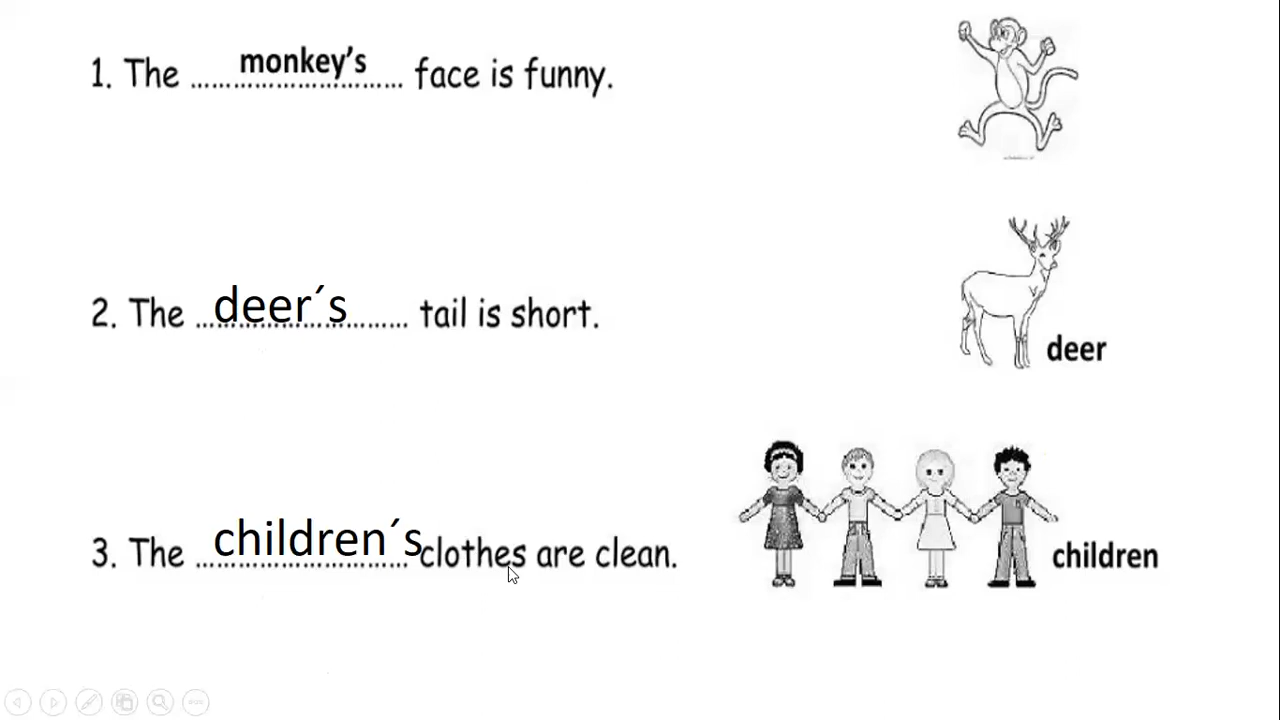 1. The ……monkey’s…… face is funny.
2. The ……deer´s…… tail is short.
deer
3. The ……children´s…… clothes are clean.
children